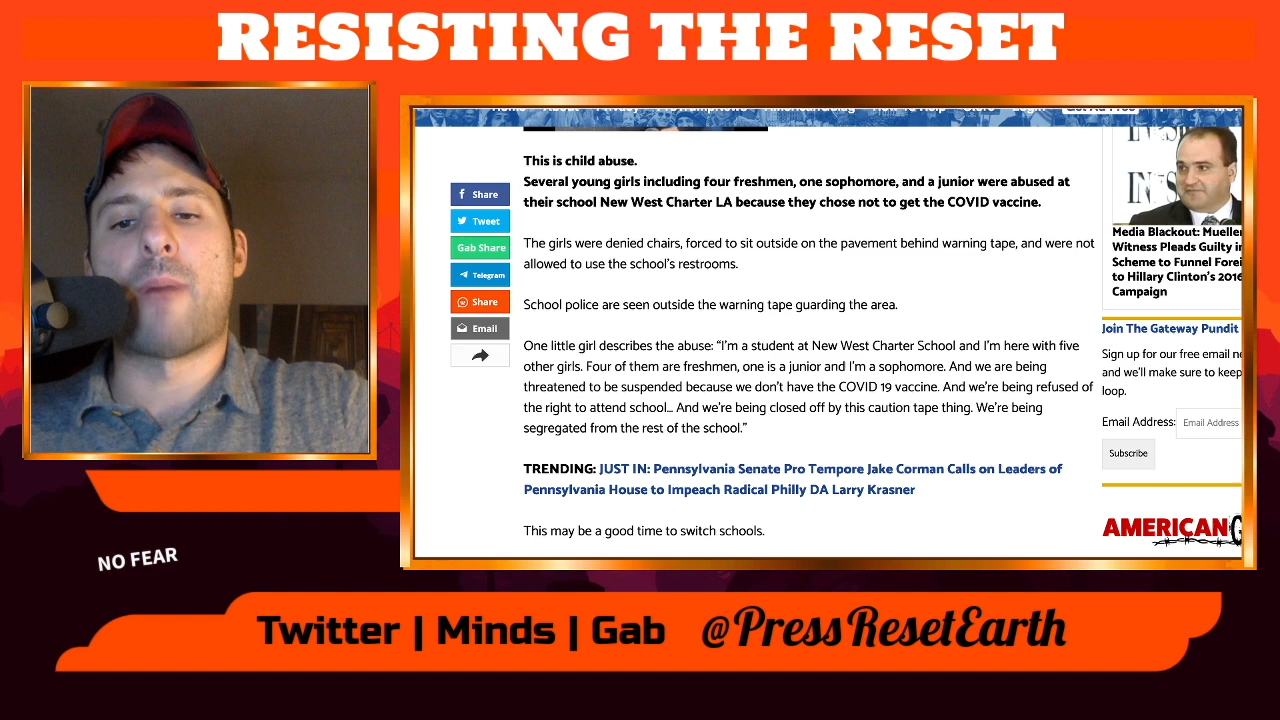 RESISTING THE RESET
This is child abuse.
Several young girls including four freshmen, one sophomore, and a junior were abused at
their school New West Charter LA because they chose not to get the COVID vaccine.
The girls were denied chairs, forced to sit outside on the pavement behind warning tape, and were not
allowed to use the school's restrooms.
School police are seen outside the warning tape guarding the area.
One little girl describes the abuse: “I'm a student at New West Charter School and I'm here with five
other girls. Four of them are freshmen, one is a junior and I'm a sophomore. And we are being
threatened to be suspended because we don't have the COVID 19 vaccine. And we're being refused of
the right to attend school… And we're being closed off by this caution tape thing. We're being
segregated from the rest of the school.”
TRENDING: JUST IN: Pennsylvania Senate Pro Tempore Jake Corman Calls on Leaders of
Pennsylvania House to Impeach Radical Philly DA Larry Krasner
This may be a good time to switch schools.
Share
Tweet
Gab Share
Telegram
Share
Email
Media Blackout: Mueller
Witness Pleads Guilty in
Scheme to Funnel
to Hillary Clinton's 2016
Campaign
Join The Gateway Pundit
Sign up for our free email
and we'll make sure to keep
loop.
Email Address: Email Address
Subscribe
AMERICAN
NO FEAR
Twitter | Minds | Gab @PressResetEarth